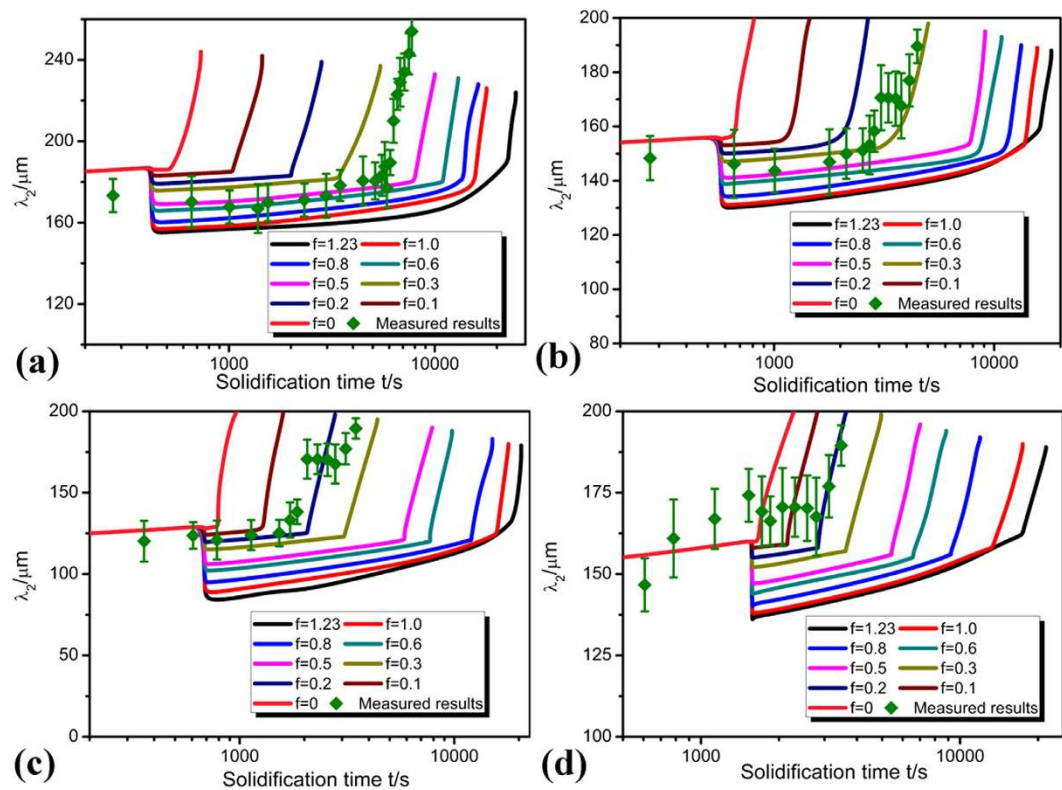 260
220
180
160
120
λ₂/μm
1000
10000
Solidification time t/s
f=1.23 f=1.0
f=0.8 f=0.6
f=0.5 f=0.3
f=0.2 f=0.1
f=0 Measured results
(a)
200
180
160
140
120
100
80
λ₂/μm
1000
10000
Solidification time t/s
f=1.23 f=1.0
f=0.8 f=0.6
f=0.5 f=0.3
f=0.2 f=0.1
f=0 Measured results
(b)
200
150
100
50
0
λ₂/μm
1000
10000
Solidification time t/s
f=1.23 f=1.0
f=0.8 f=0.6
f=0.5 f=0.3
f=0.2 f=0.1
f=0 Measured results
(c)
200
175
150
125
100
λ₂/μm
1000
10000
Solidification time t/s
f=1.23 f=1.0
f=0.8 f=0.6
f=0.5 f=0.3
f=0.2 f=0.1
f=0 Measured results
(d)